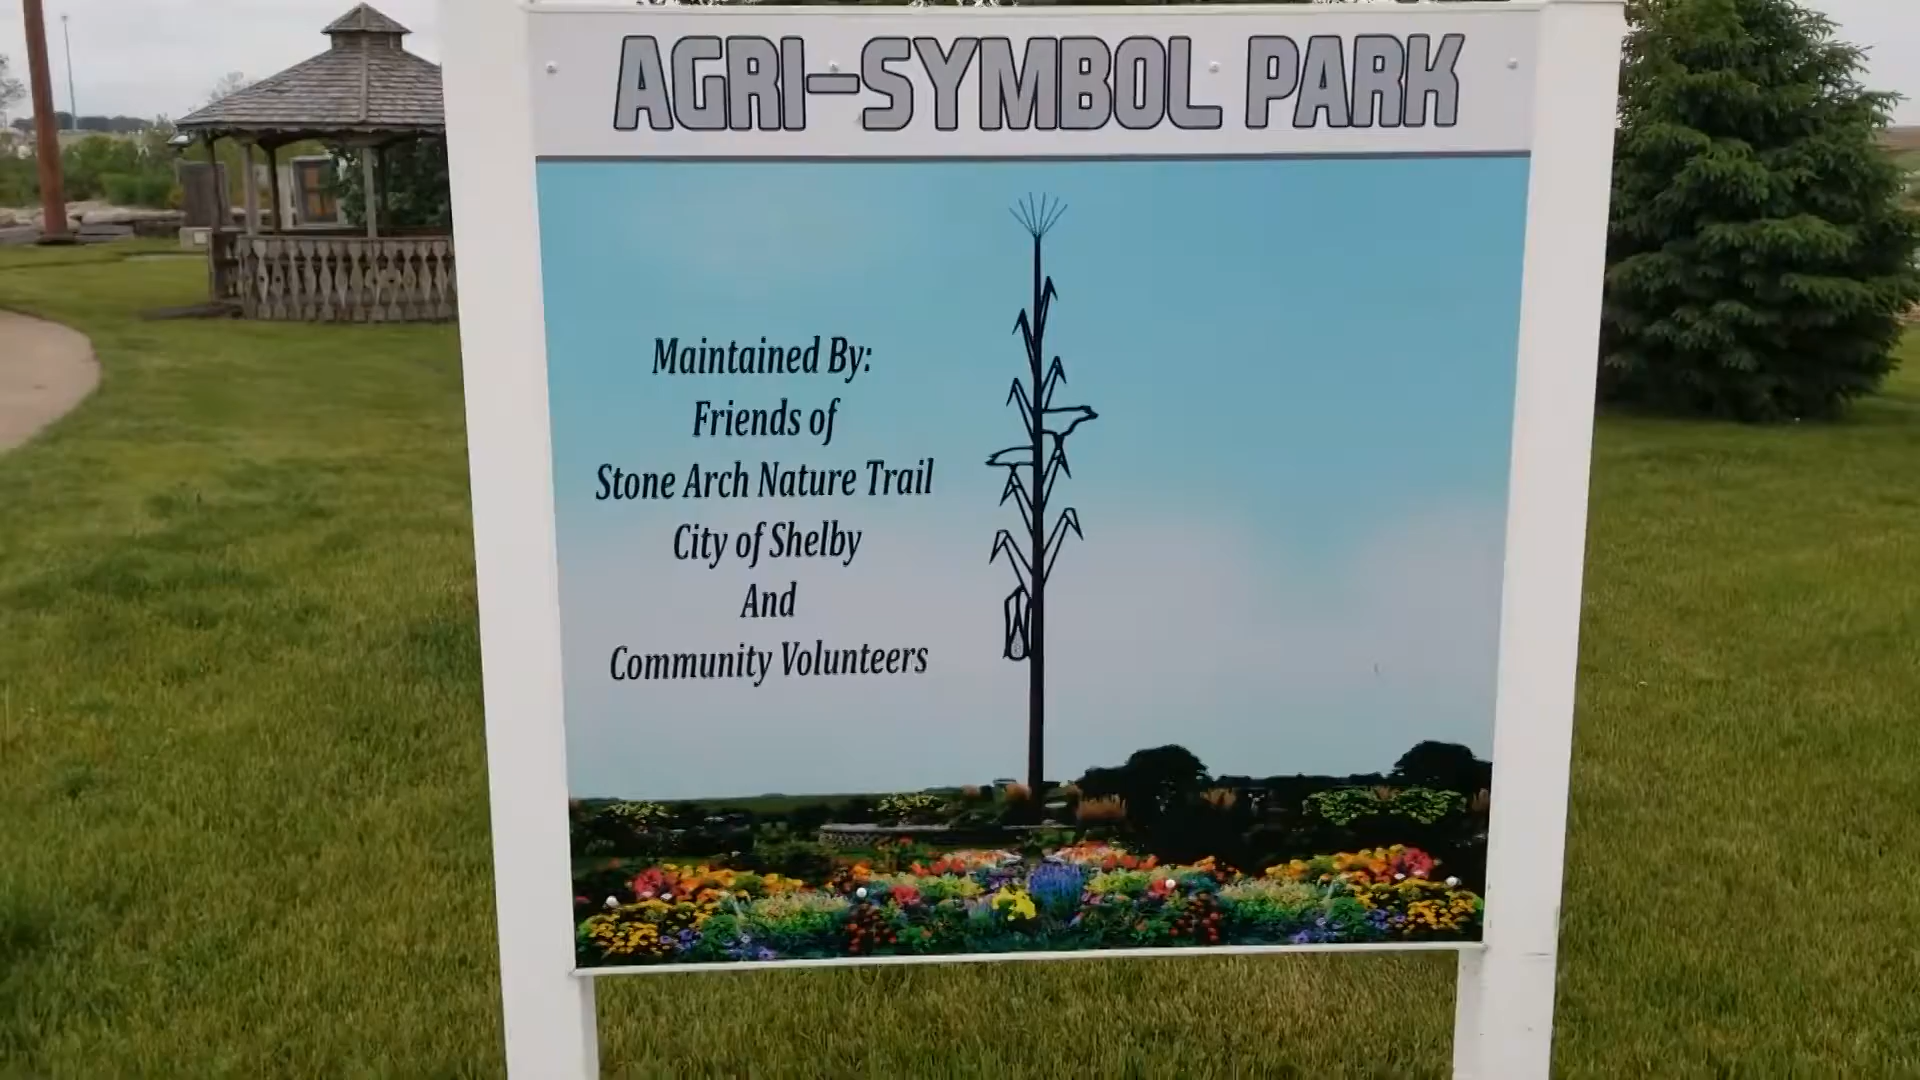 AGRI-SYMBOL PARK
Maintained By:
Friends of
Stone Arch Nature Trail
City of Shelby
And
Community Volunteers